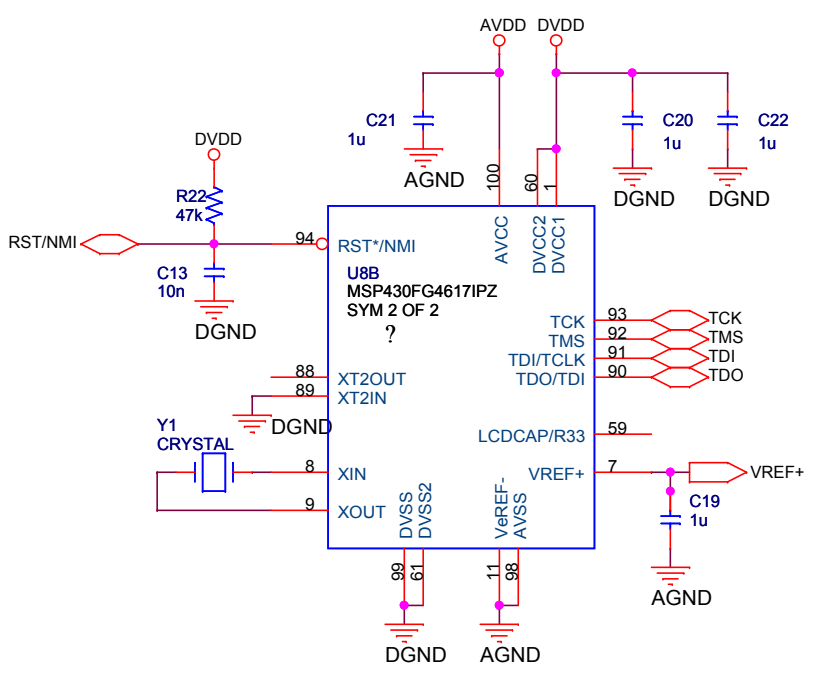 AVDD DVDD
C21
1u
C20
1u
C22
1u
AGND
DGND
DGND
100
60
1
DVDD
R22
47k
RST/NMI
94
RST*/NMI
AVCC
DVCC2
DVCC1
C13
10n
DGND
U8B
MSP430FG4617IPZ
SYM 2 OF 2
?
TCK
93
TCK
TMS
92
TMS
TDI/TCLK
91
TDI
TDO/TDI
90
TDO
88
XT2OUT
89
XT2IN
DGND
Y1
CRYSTAL
LCDCAP/R33
59
8
XIN
VREF+
7
VREF+
9
XOUT
DVSS
DVSS2
VeREF-
AVSS
C19
1u
99
61
11
98
AGND
DGND
AGND